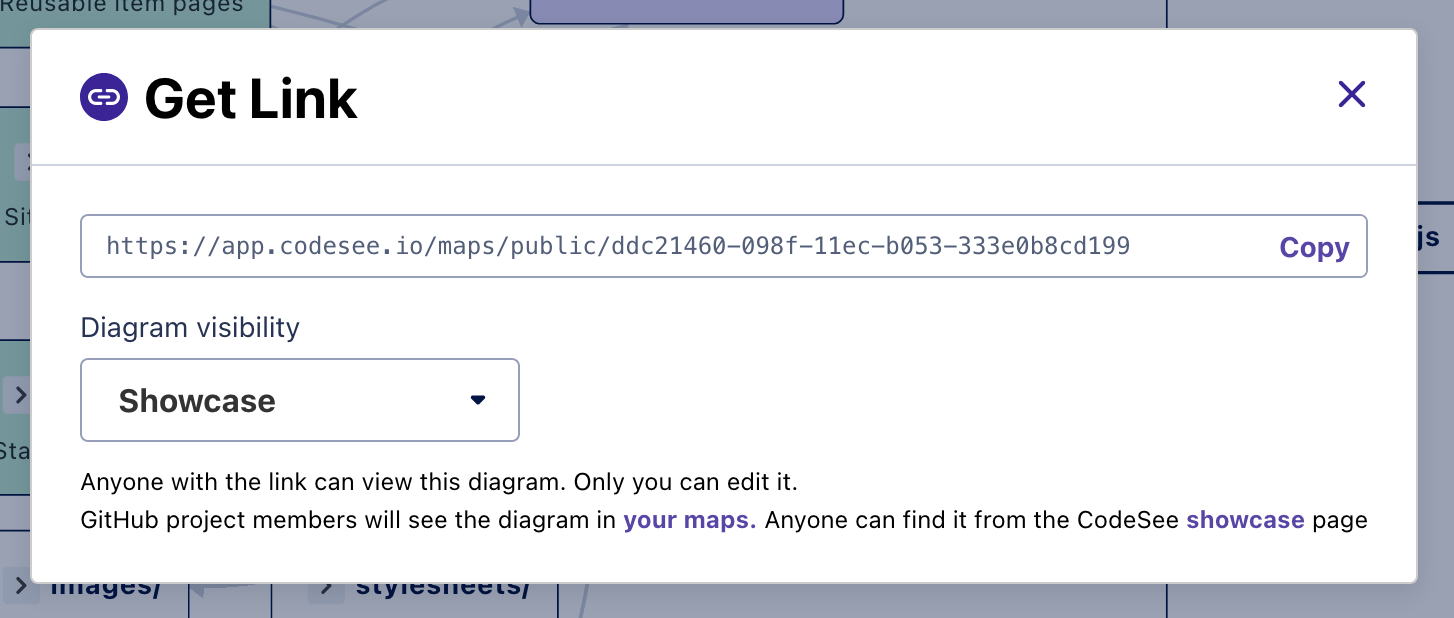 Reusable item pages
Get Link
https://app.codesee.io/maps/public/ddc21460-098f-11ec-b053-333e0b8cd199
Copy
js
Diagram visibility
Showcase
Anyone with the link can view this diagram. Only you can edit it.
GitHub project members will see the diagram in your maps. Anyone can find it from the CodeSee showcase page
images/
stylesheets/